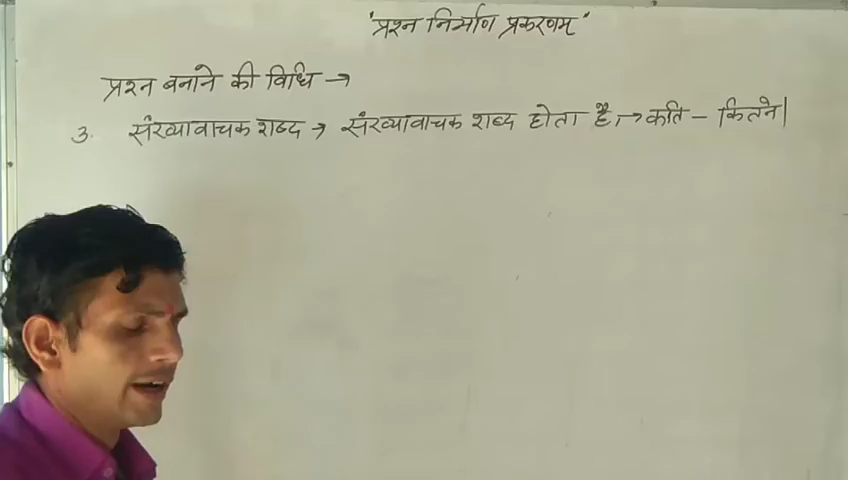 'प्रश्न निर्माण प्रकरणम्'
प्रश्न बनाने की विधि →
3. संख्यावाचक शब्द → संख्यावाचक शब्द होता है, → कति - कितने।